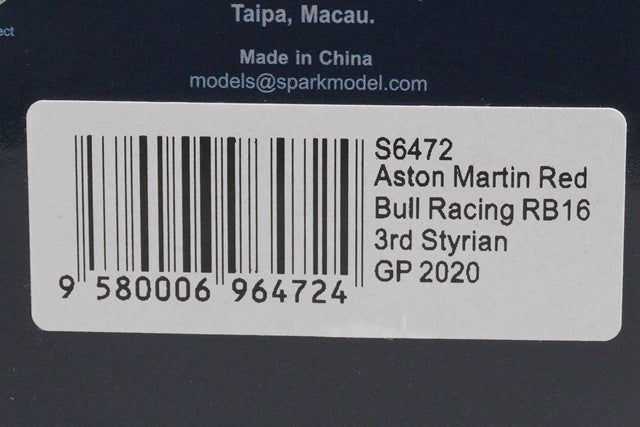 Taipa, Macau.
Made in China
models@sparkmodel.com
S6472
Aston Martin Red
Bull Racing RB16
3rd Styrian
GP 2020
9 580006 964724